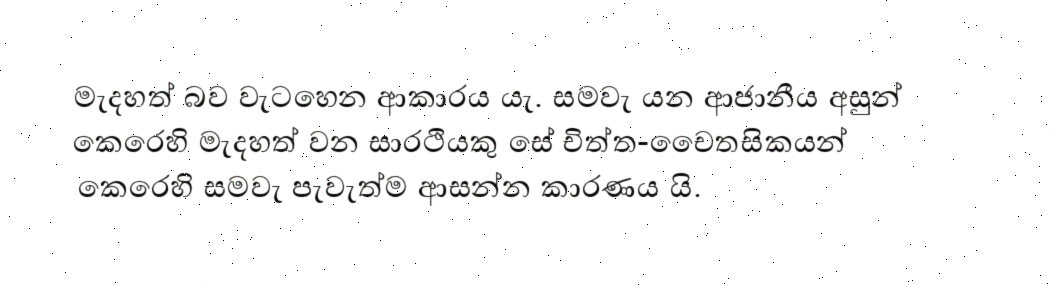 මැදහත් බව වැටහෙන ආකාරය යැ. සමවැ යන ආජානීය අසුන්
කෙරෙහි මැදහත් වන සාරථියකු සේ චිත්ත-චෛතසිකයන්
කෙරෙහි සමවැ පැවැත්ම ආසන්න කාරණය යි.